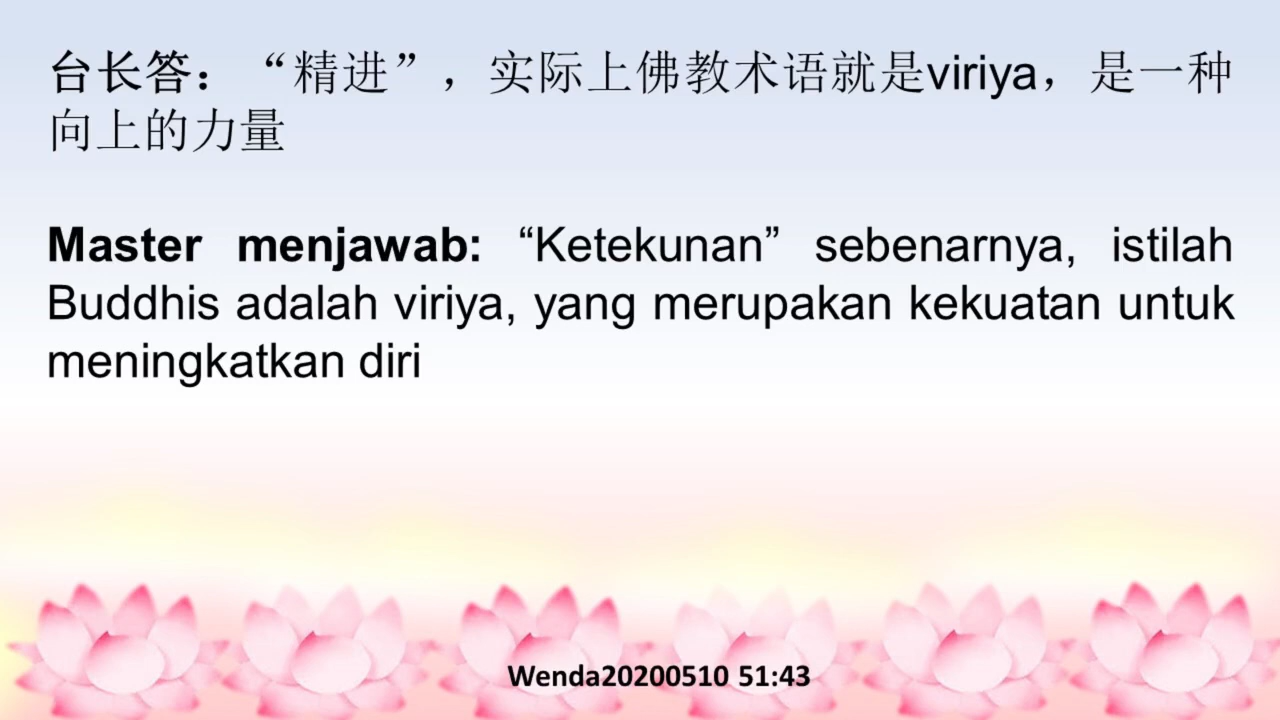 台长答：“精进”，实际上佛教术语就是viriya，是一种
向上的力量
Master menjawab: “Ketekunan” sebenarnya, istilah
Buddhis adalah viriya, yang merupakan kekuatan untuk
meningkatkan diri
Wenda20200510 51:43